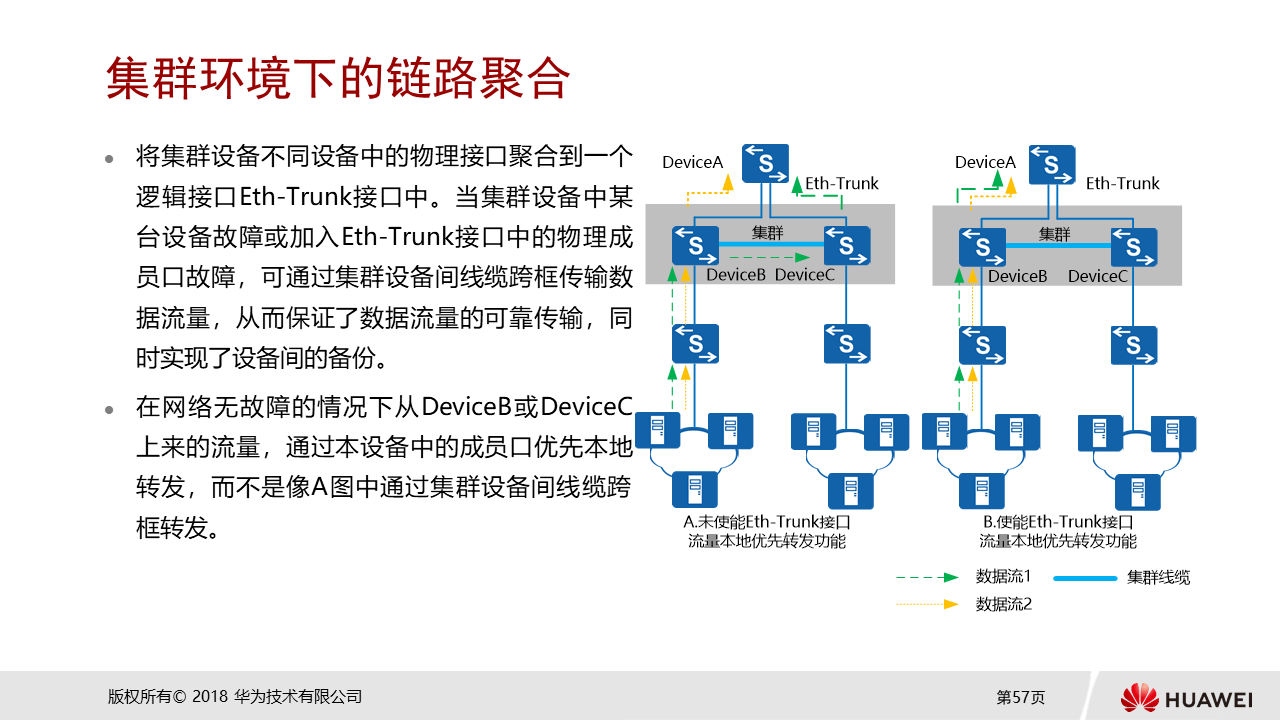 集群环境下的链路聚合
将集群设备不同设备中的物理接口聚合到一个
逻辑接口Eth-Trunk接口中。当集群设备中某
台设备故障或加入Eth-Trunk接口中的物理成
员口故障，可通过集群设备间线缆跨框传输数
据流量，从而保证了数据流量的可靠传输，同
时实现了设备间的备份。
在网络无故障的情况下从DeviceB或DeviceC
上来的流量，通过本设备中的成员口优先本地
转发，而不是像A图中通过集群设备间线缆跨
框转发。
DeviceA
S
Eth-Trunk
集群
S
S
DeviceB
DeviceC
S
S
A.未使能Eth-Trunk接口
流量本地优先转发功能
DeviceA
S
Eth-Trunk
集群
S
S
DeviceB
DeviceC
S
S
B.使能Eth-Trunk接口
流量本地优先转发功能
数据流1
集群线缆
数据流2
版权所有© 2018 华为技术有限公司
第57页
HUAWEI